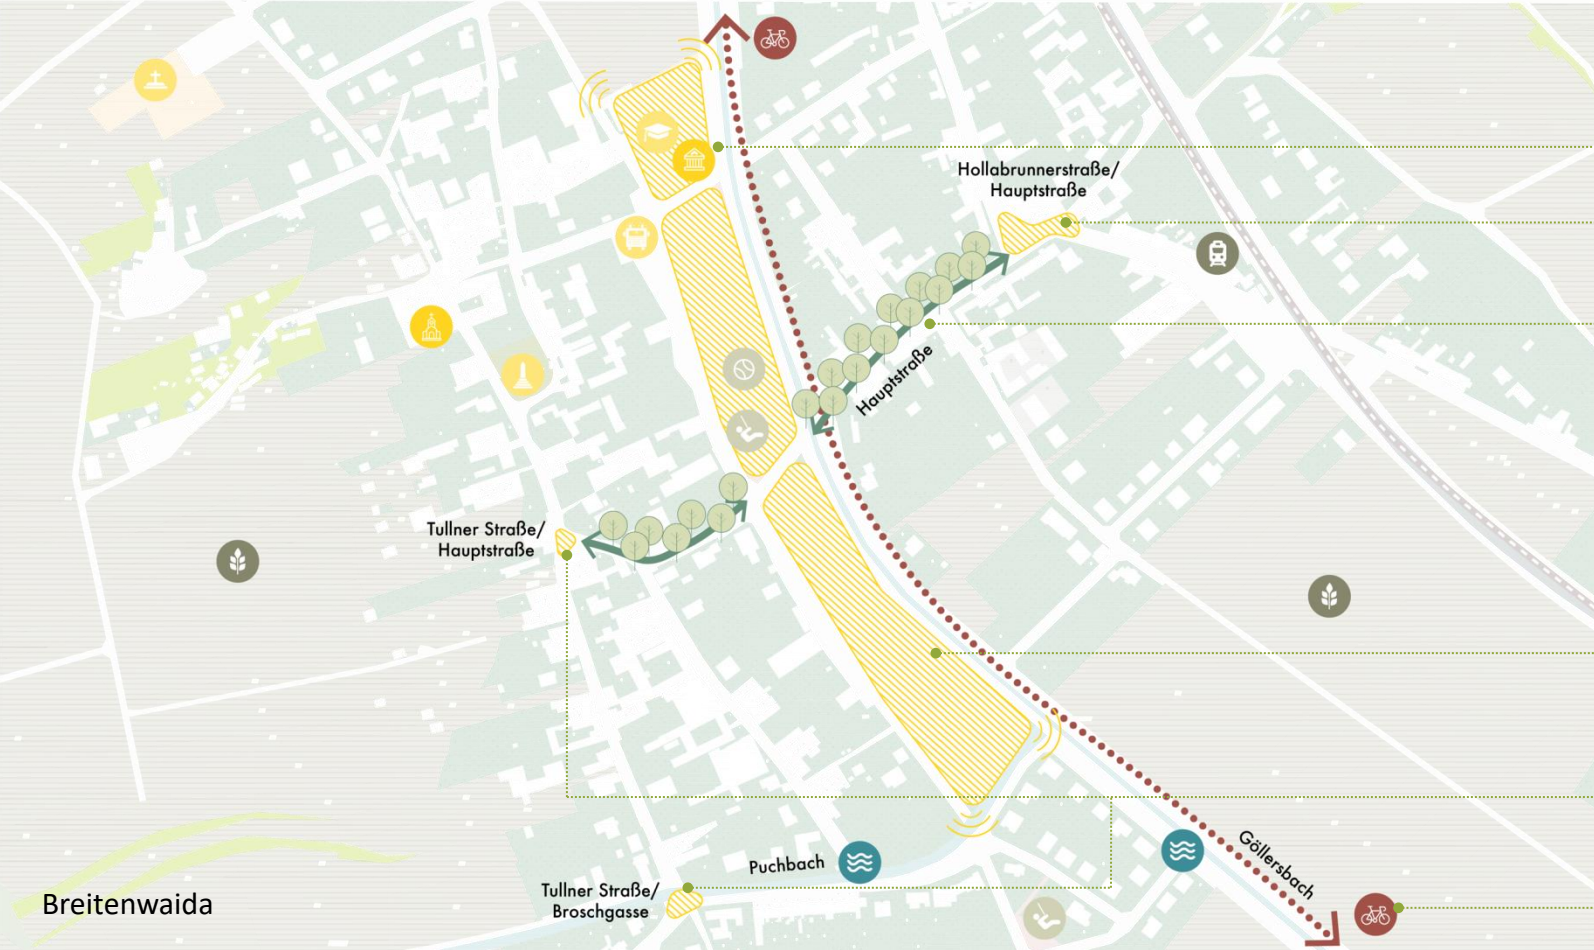 Hollabrunnerstraße/
Hauptstraße
Hauptstraße
Tullner Straße/
Hauptstraße
Puchbach
Göllersbach
Tullner Straße/
Broschgasse
Breitenwaida